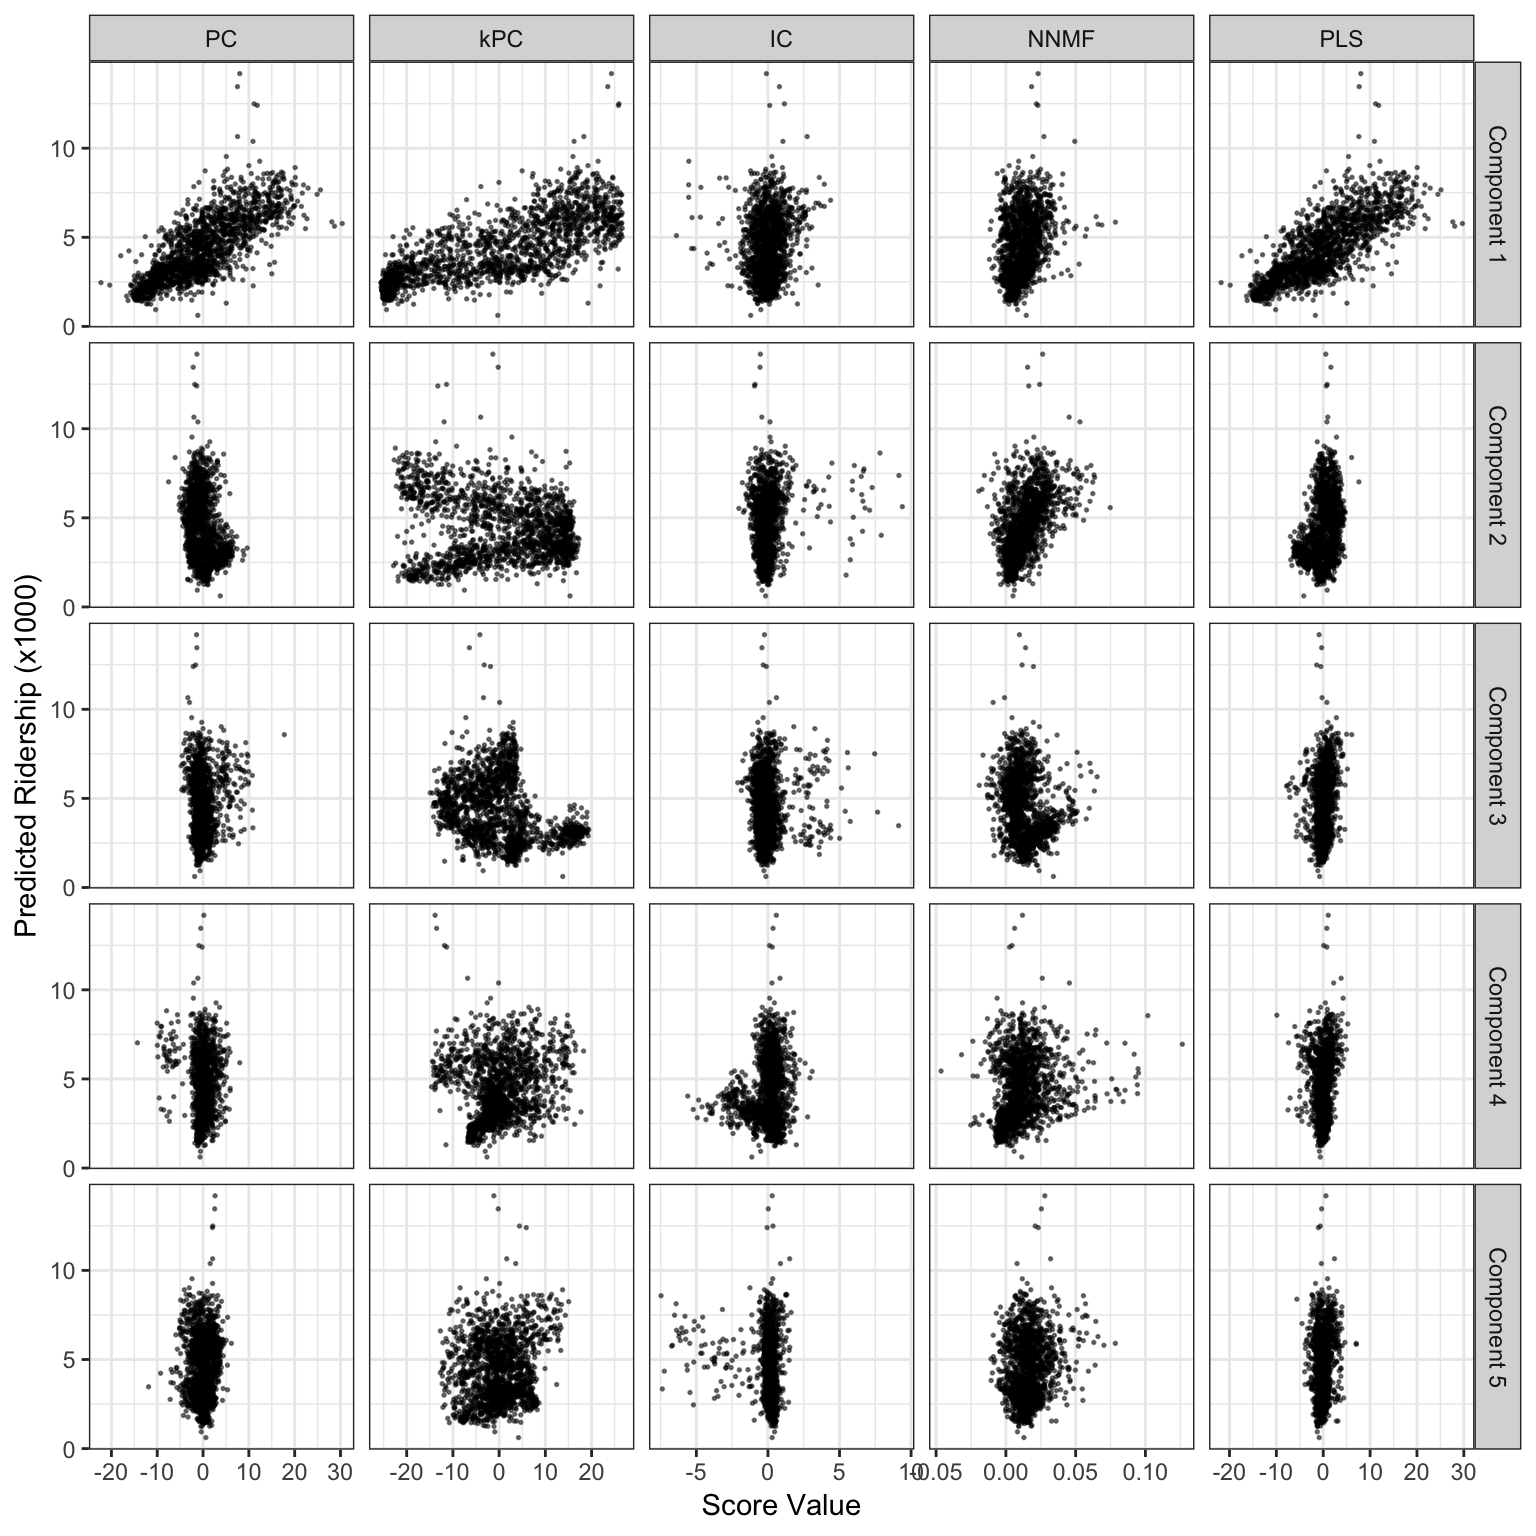 PC kPC IC NNMF PLS
Component 1
10
5
0
Component 2
10
5
0
Component 3
10
5
0
Component 4
10
5
0
Component 5
10
5
0
Predicted Ridership (x1000)
-20 -10 0 10 20 30 -20 -10 0 10 20 -5 0 5 10 -0.05 0.00 0.05 0.10 -20 -10 0 10 20 30
Score Value